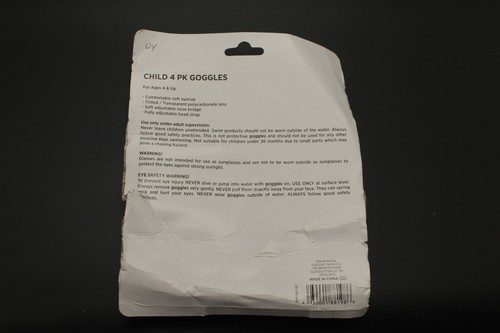 UY
CHILD 4 PK GOGGLES
For Ages 4 & Up
- Comfortable soft eyecup
- Tinted / Transparent polycarbonate lens
- Soft adjustable nose bridge
- Fully adjustable head strap
Use only under adult supervision.
Never leave children unattended. Swim products should not be worn outside of the water. Always
follow good safety practices. This is not protective goggles and should not be used for any other
than swimming. Not suitable for children under 36 months due to small parts which may
pose a choking hazard.
WARNING!
Glasses are not intended for use as sunglasses and are not to be worn outside as sunglasses to
protect the eyes against strong sunlight.
EYE SAFETY WARNING!
To prevent eye injury NEVER dive or jump into water with goggles on. USE ONLY at surface level.
Always remove goggles very gently. NEVER pull them directly away from your face. They can spring
back and hurt your eyes. NEVER wear goggles outside of water. ALWAYS follow good safety
MADE IN CHINA